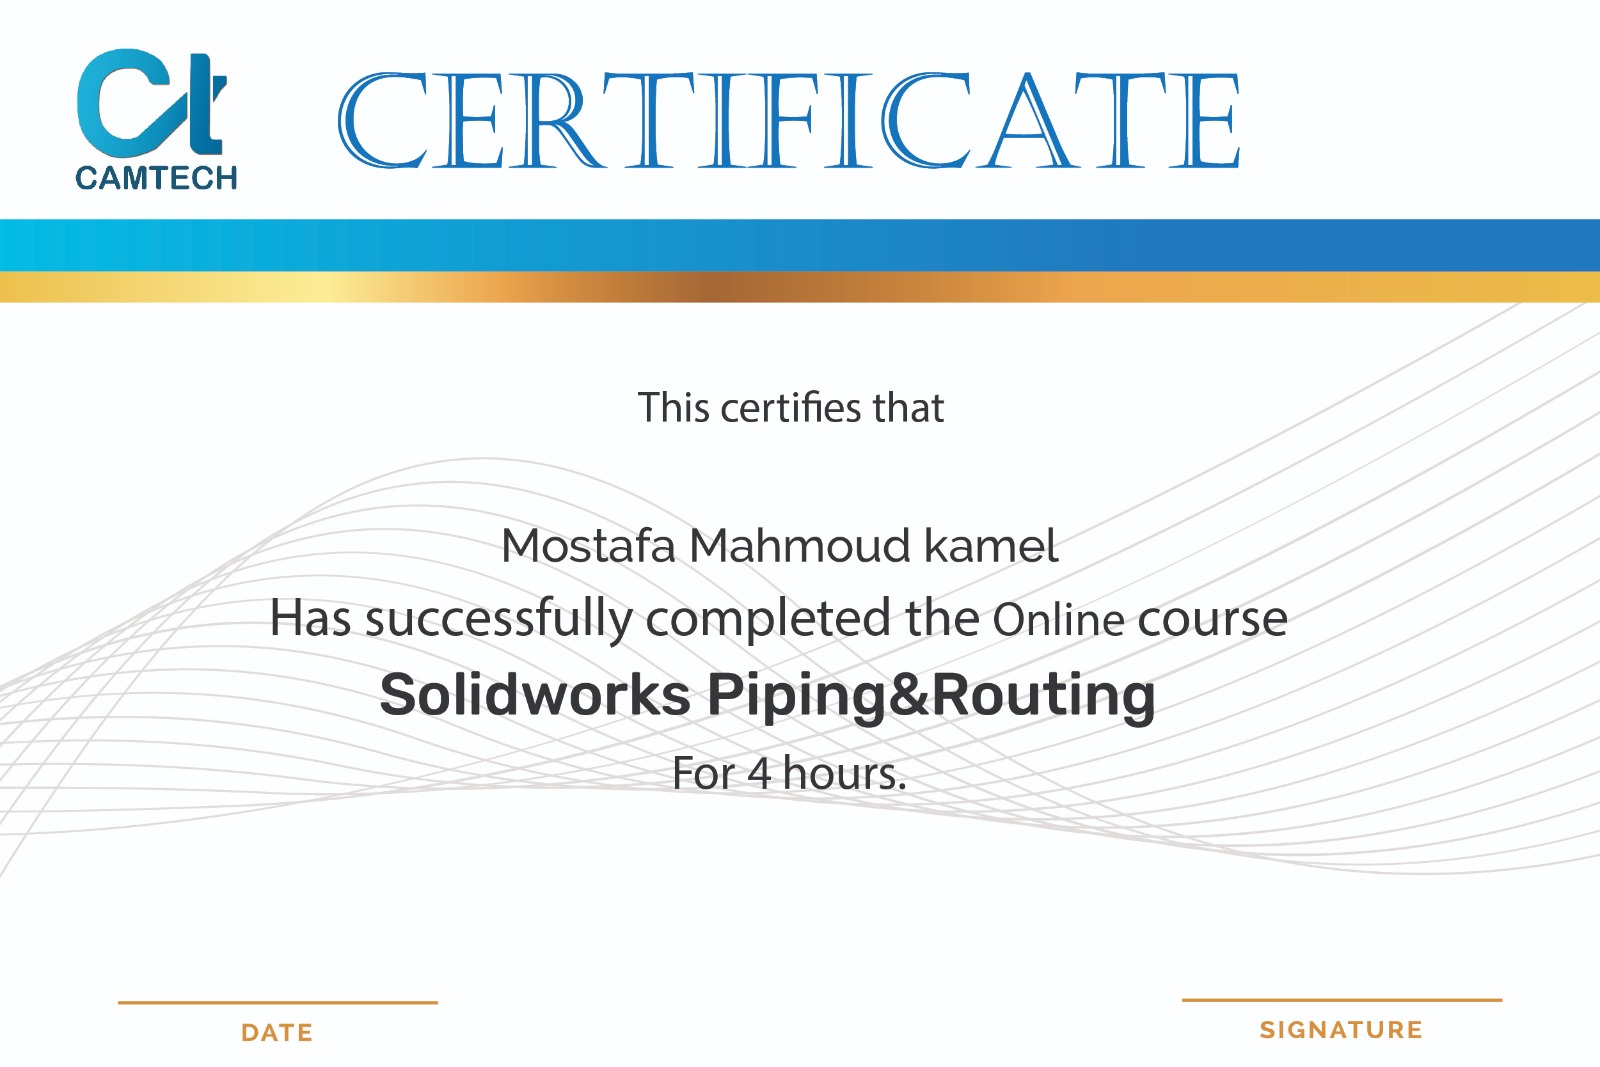 Ct
CAMTECH
CERTIFICATE
This certifies that
Mostafa Mahmoud kamel
Has successfully completed the Online course
Solidworks Piping&Routing
For 4 hours.
DATE
SIGNATURE